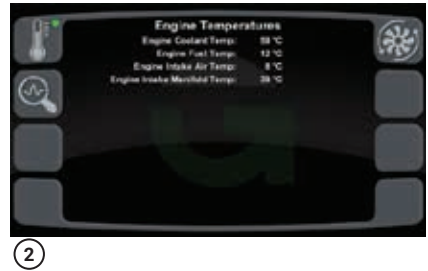 Engine Temperatures
Engine Coolant Temp: 59 °C
Engine Fuel Temp: 12 °C
Engine Intake Air Temp: 8 °C
Engine Intake Manifold Temp: 39 °C
2